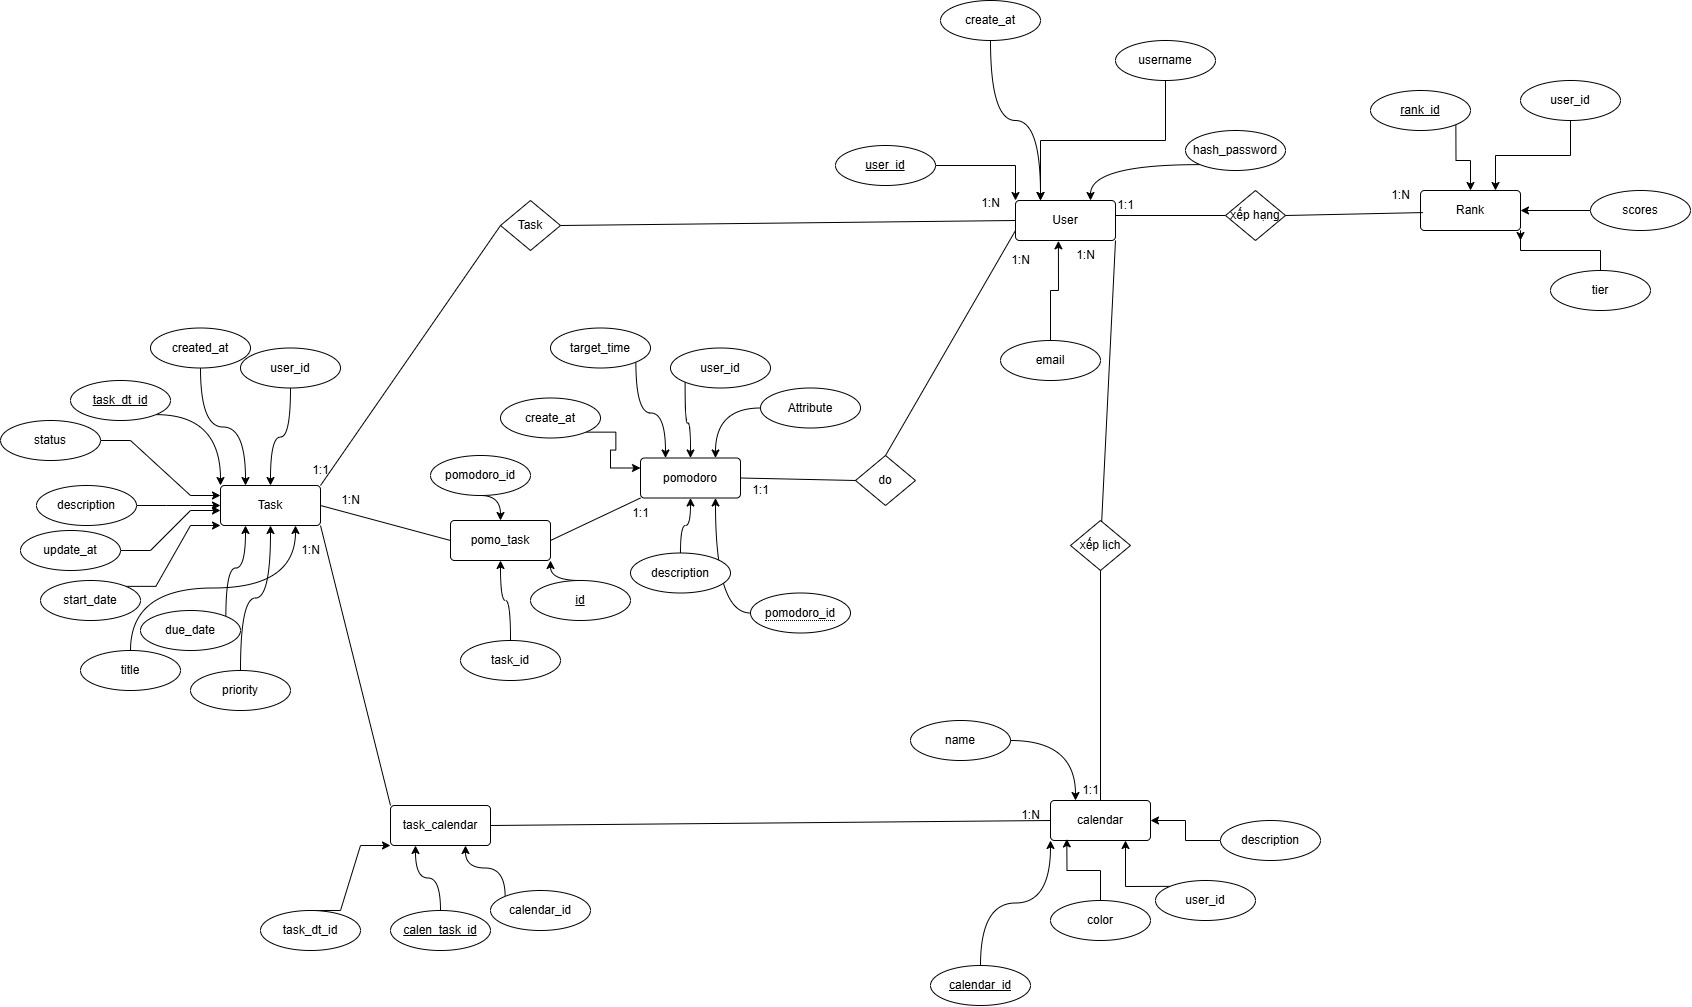 create_at
username
rank_id
user_id
hash_password
user_id
1:N
1:1
1:N
User
xếp hạng
Rank
scores
Task
1:N
1:N
tier
email
created_at
user_id
target_time
user_id
task_dt_id
create_at
Attribute
status
1:1
pomodoro_id
pomodoro
1:1
do
description
Task
1:N
1:1
pomo_task
update_at
1:N
xếp lịch
start_date
id
description
pomodoro_id
due_date
title
task_id
priority
name
1:1
task_calendar
1:N
calendar
description
task_dt_id
calen_task_id
calendar_id
color
user_id
calendar_id